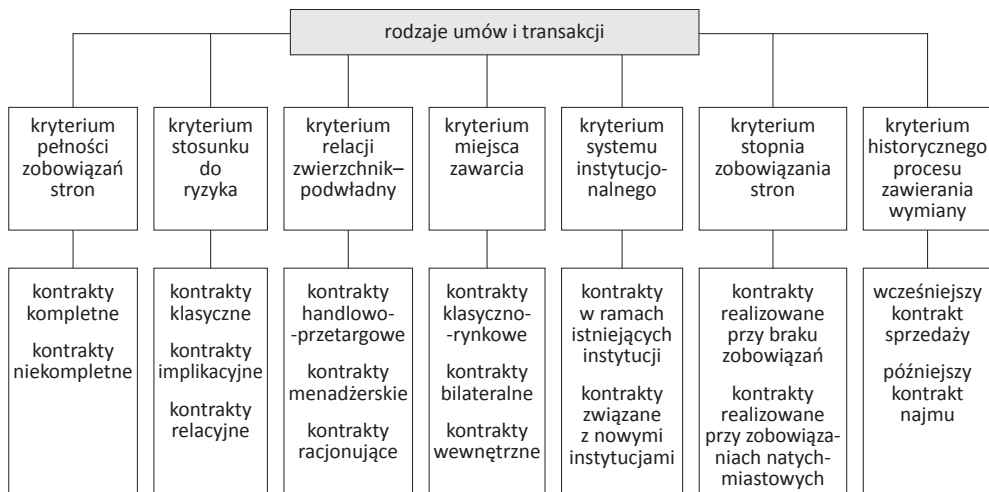 rodzaje umów i transakcji
kryterium
pełności
zobowiązań
stron
kryterium
stosunku
do
ryzyka
kryterium
relacji
zwierzchnik–
podwładny
kryterium
miejsca
zawarcia
kryterium
systemu
instytucjo-
nalnego
kryterium
stopnia
zobowiązania
stron
kryterium
historycznego
procesu
zawierania
wymiany
kontrakty
kompletne
kontrakty
niekompletne
kontrakty
klasyczne
kontrakty
implikacyjne
kontrakty
relacyjne
kontrakty
handlowo-
-przetargowe
kontrakty
menadżerskie
kontrakty
racjonujące
kontrakty
klasyczno-
-rynkowe
kontrakty
bilateralne
kontrakty
wewnętrzne
kontrakty
w ramach
istniejących
instytucji
kontrakty
związane
z nowymi
instytucjami
kontrakty
realizowane
przy braku
zobowiązań
kontrakty
realizowane
przy zobowiąza-
niach natych-
miastowych
wcześniejszy
kontrakt
sprzedaży
późniejszy
kontrakt
najmu